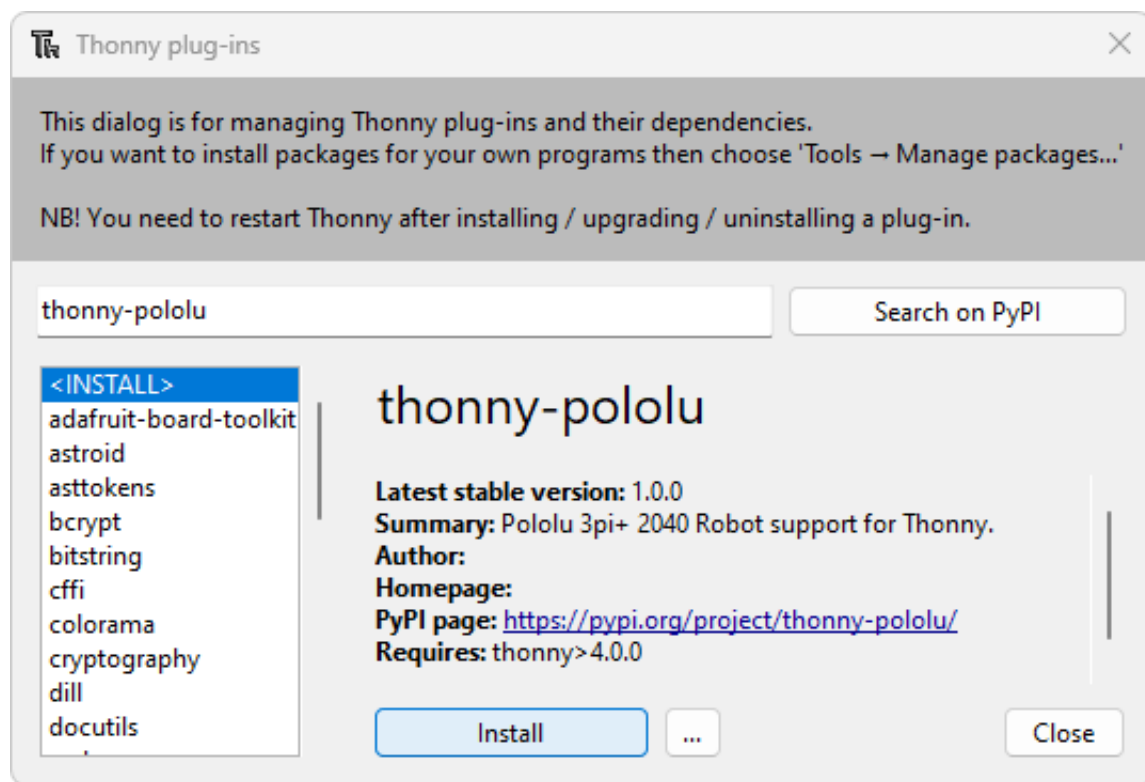 Thonny plug-ins
This dialog is for managing Thonny plug-ins and their dependencies.
If you want to install packages for your own programs then choose 'Tools → Manage packages...'
NB! You need to restart Thonny after installing / upgrading / uninstalling a plug-in.
thonny-pololu
Search on PyPI
<INSTALL>
adafruit-board-toolkit
astroid
asttokens
bcrypt
bitstring
cffi
colorama
cryptography
dill
docutils
thonny-pololu
Latest stable version: 1.0.0
Summary: Pololu 3pi+ 2040 Robot support for Thonny.
Author:
Homepage:
PyPI page: https://pypi.org/project/thonny-pololu/
Requires: thonny>4.0.0
Install
...
Close